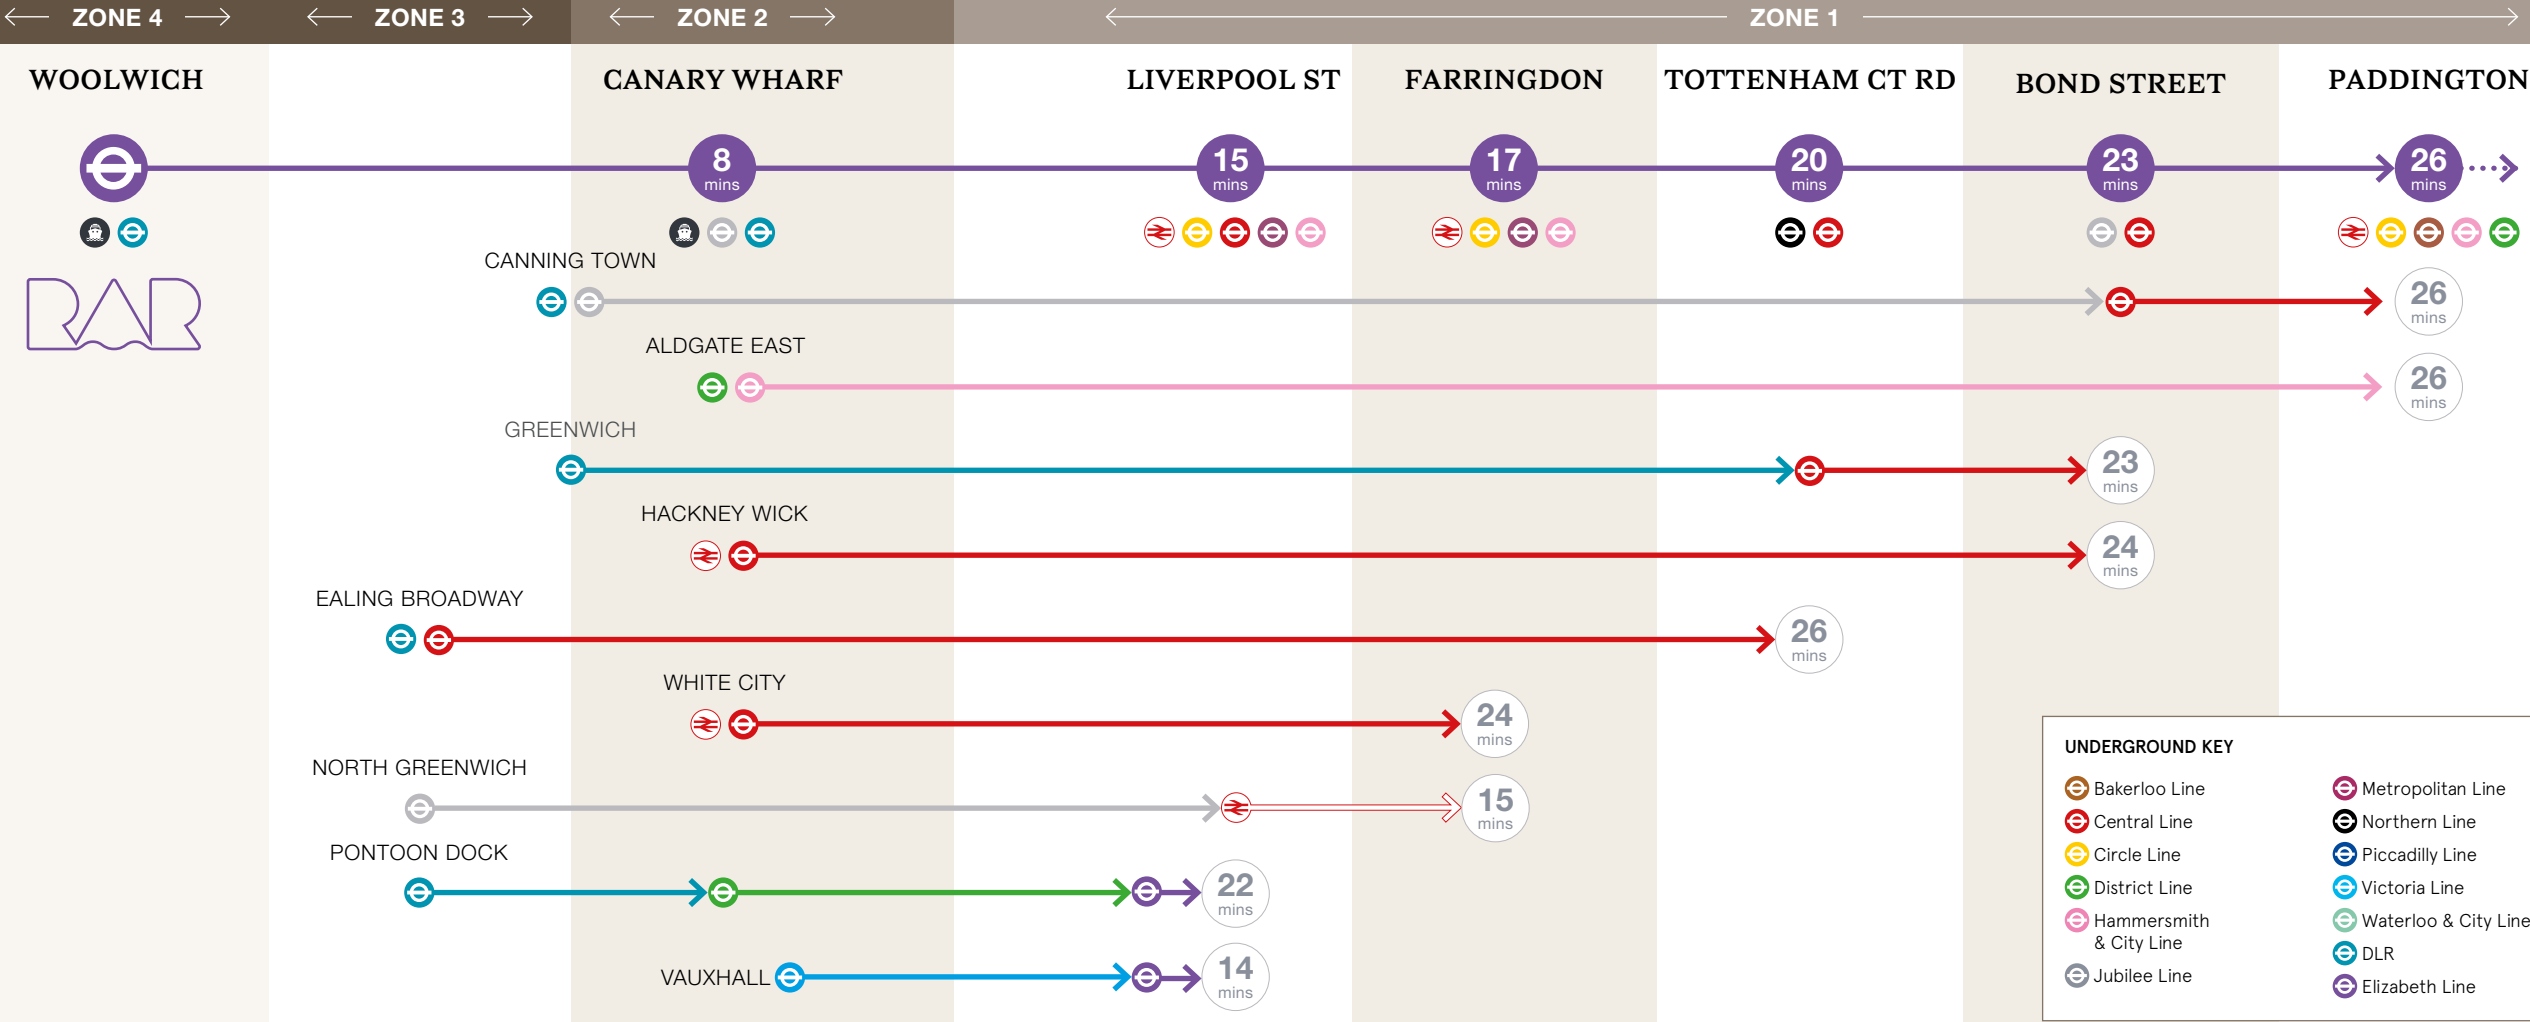 ZONE 4
ZONE 3
ZONE 2
ZONE 1
WOOLWICH
CANARY WHARF
LIVERPOOL ST
FARRINGDON
TOTTENHAM CT RD
BOND STREET
PADDINGTON
8
mins
15
mins
17
mins
20
mins
23
mins
26
mins
RAR
CANNING TOWN
26
mins
ALDGATE EAST
26
mins
GREENWICH
23
mins
HACKNEY WICK
24
mins
EALING BROADWAY
26
mins
WHITE CITY
24
mins
NORTH GREENWICH
15
mins
PONTOON DOCK
22
mins
VAUXHALL
14
mins
UNDERGROUND KEY
Bakerloo Line
Central Line
Circle Line
District Line
Hammersmith
& City Line
Jubilee Line
Metropolitan Line
Northern Line
Piccadilly Line
Victoria Line
Waterloo & City Line
DLR
Elizabeth Line